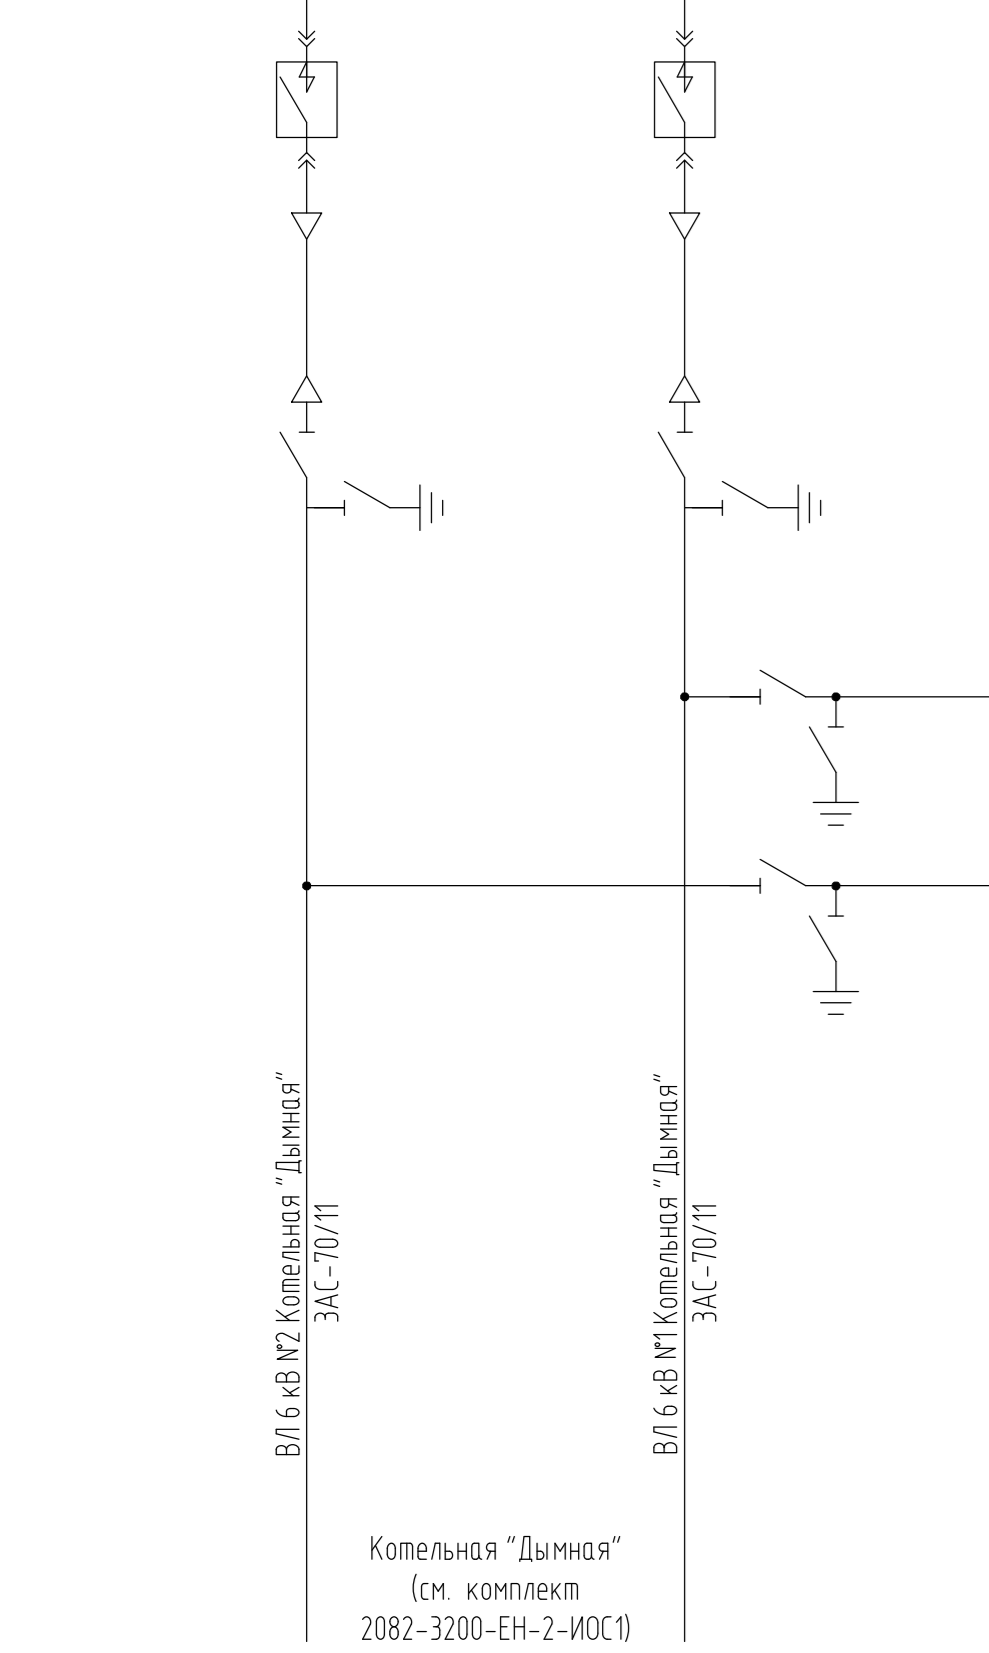 ВЛ 6 кВ №2 Котельная "Дымная"
3АС-70/11
ВЛ 6 кВ №1 Котельная "Дымная"
3АС-70/11
Котельная "Дымная"
(см. комплект
2082-3200-ЕН-2-ИОС1)